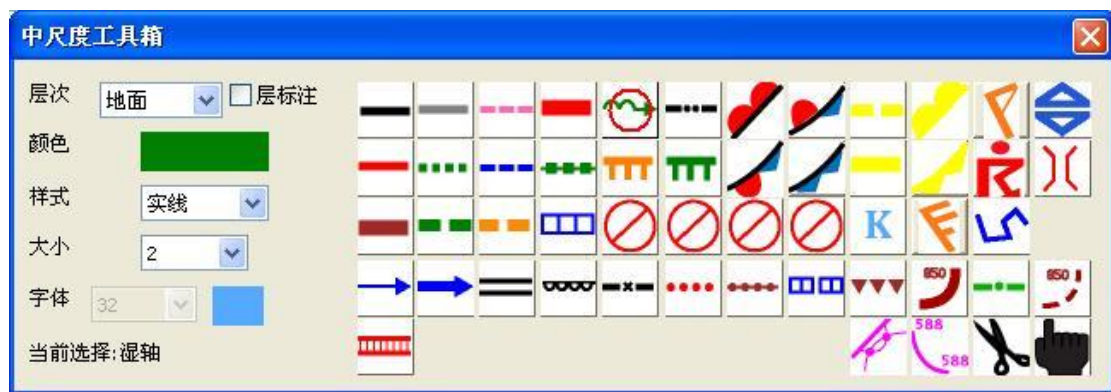 中尺度工具箱
层次 地面 层标注
颜色
样式 实线
大小 2
字体 32
当前选择:湿轴
K
850
850
588
588